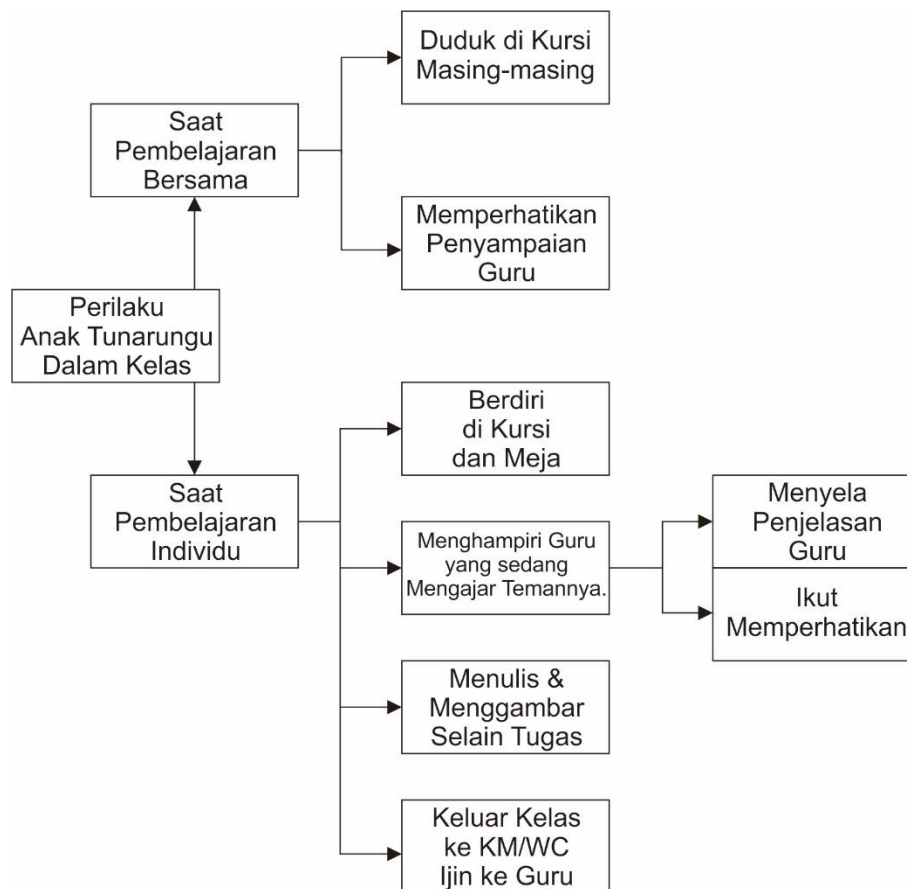 Duduk di Kursi
Masing-masing
Saat
Pembelajaran
Bersama
Memperhatikan
Penyampaian
Guru
Perilaku
Anak Tunarungu
Dalam Kelas
Berdiri
di Kursi
dan Meja
Saat
Pembelajaran
Individu
Menghampiri Guru
yang sedang
Mengajar Temannya.
Menyela
Penjelasan
Guru
Ikut
Memperhatikan
Menulis &
Menggambar
Selain Tugas
Keluar Kelas
ke KM/WC
Ijin ke Guru